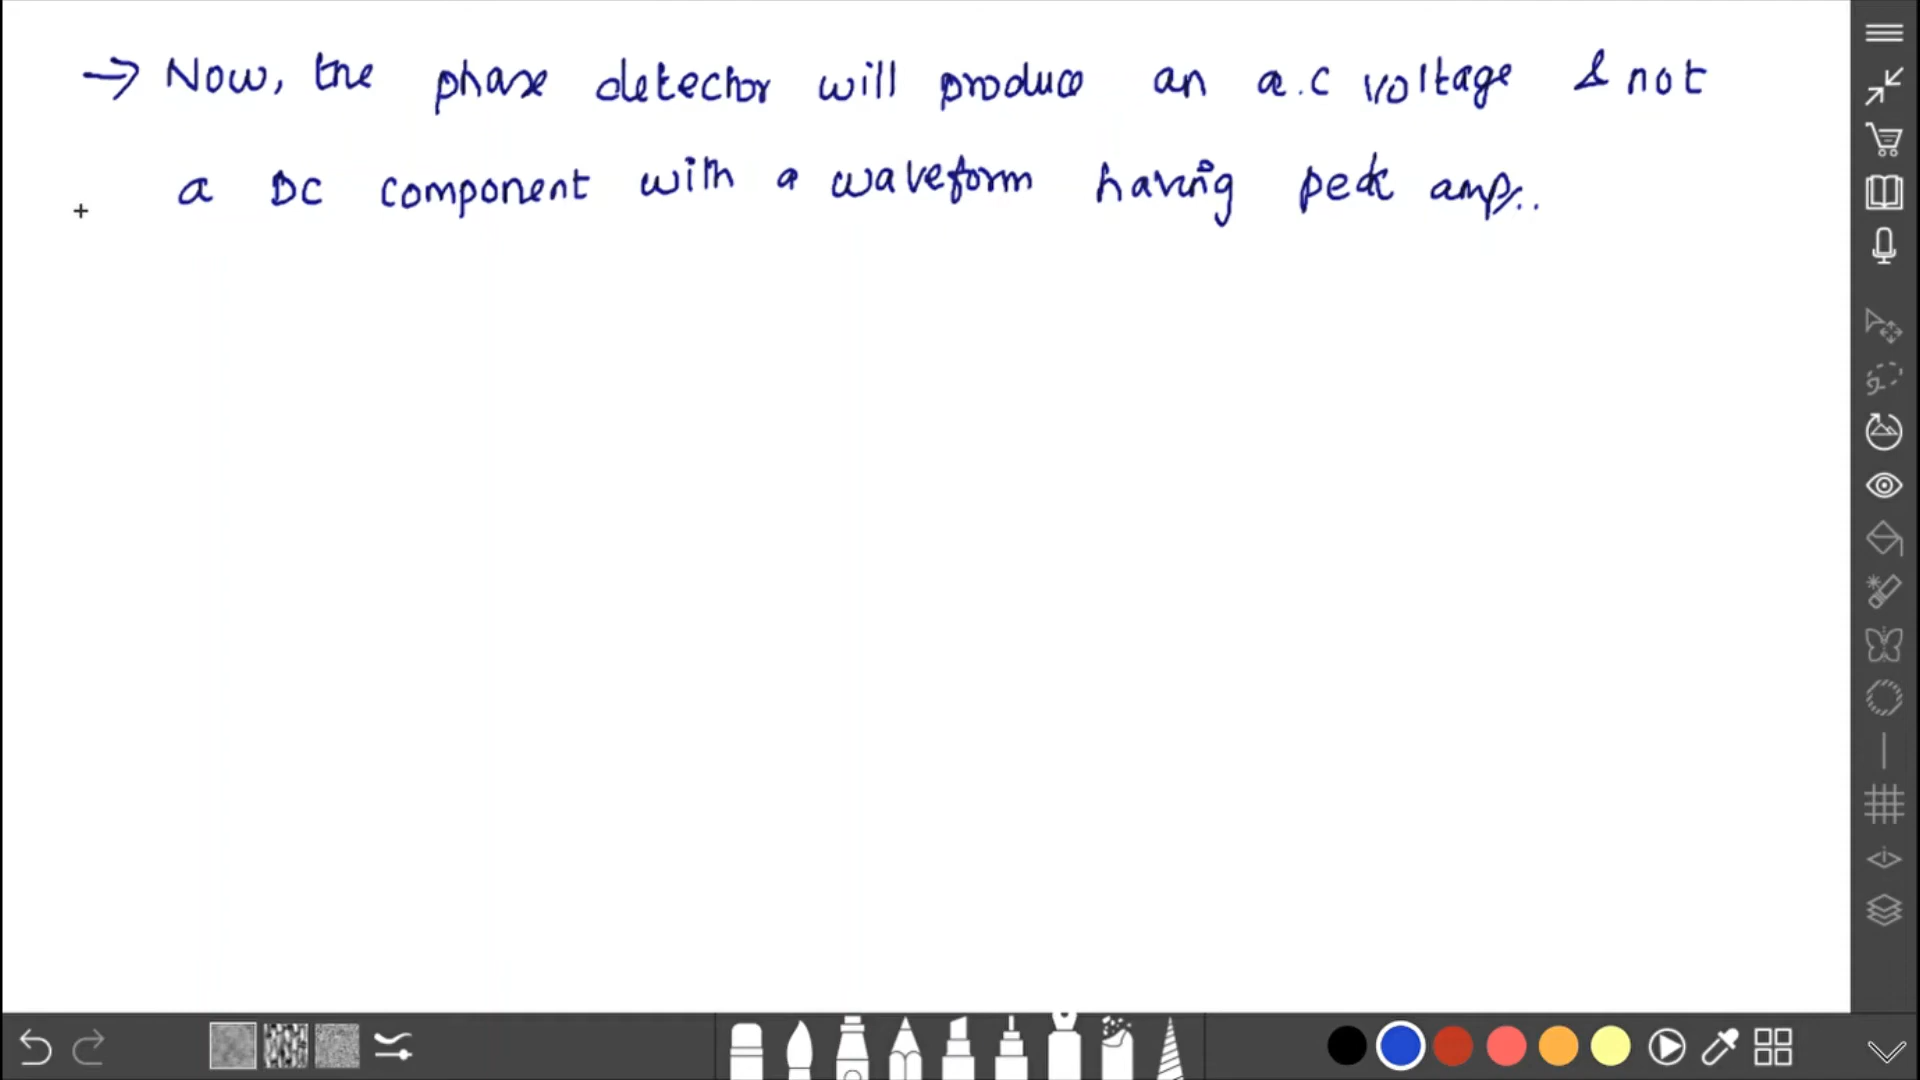 → Now, the phase detector will produce an a.c voltage & not
a DC component with a waveform having peak amp..